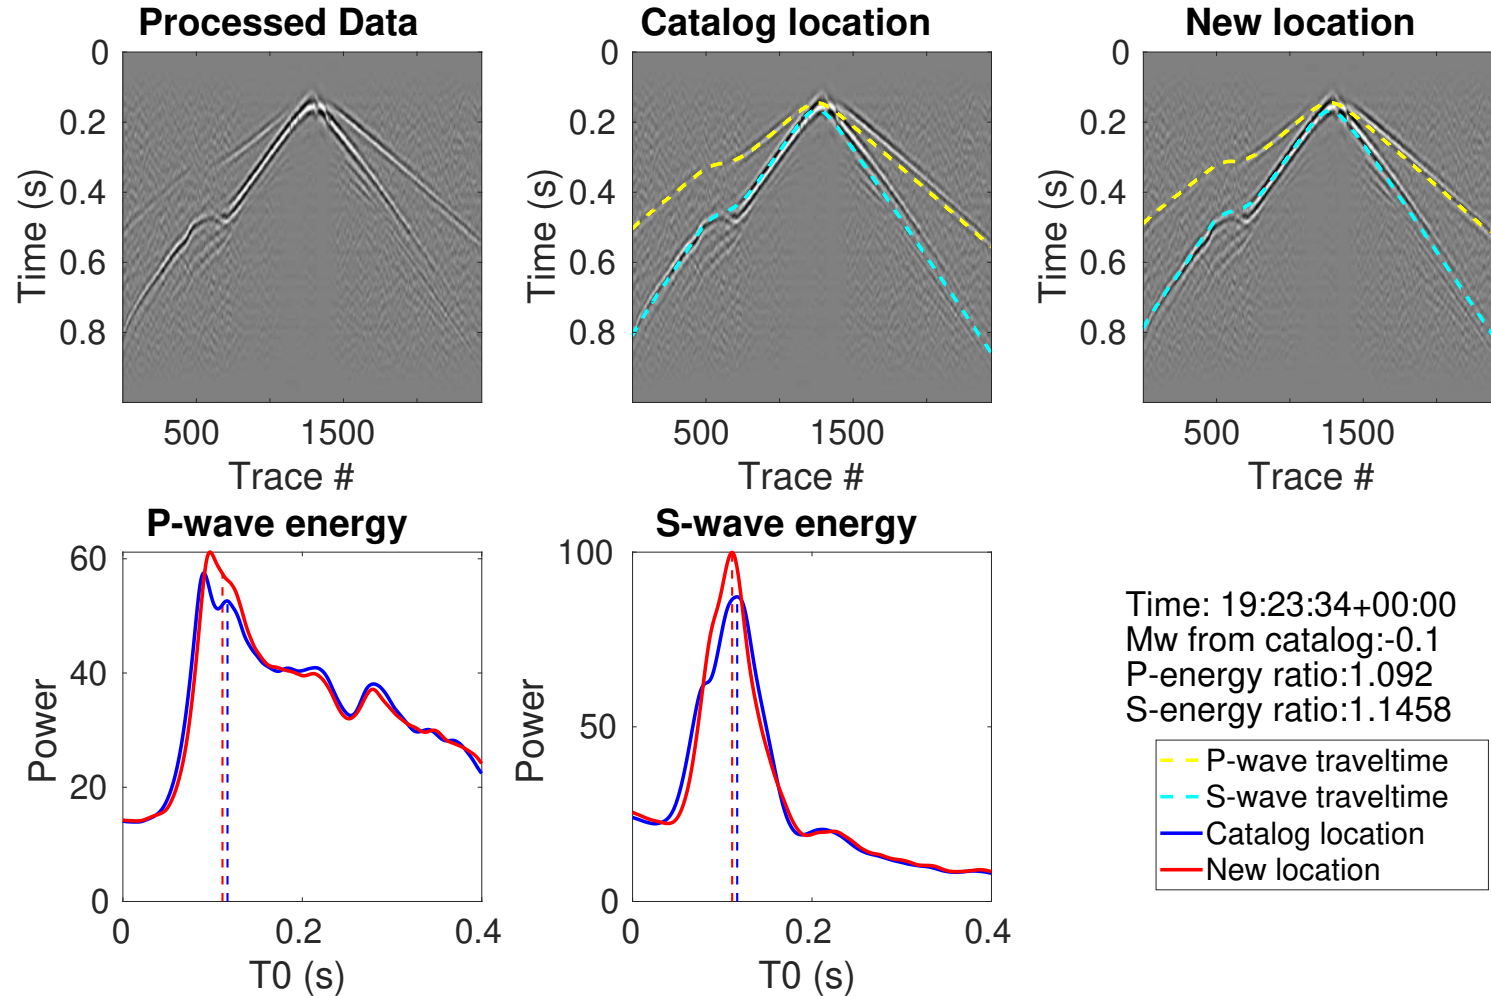 Processed Data
Catalog location
New location
0
0.2
0.4
0.6
0.8
Time (s)
500
1500
Trace #
0
0.2
0.4
0.6
0.8
Time (s)
500
1500
Trace #
0
0.2
0.4
0.6
0.8
Time (s)
500
1500
Trace #
P-wave energy
60
40
20
0
Power
0
0.2
0.4
T0 (s)
S-wave energy
100
50
0
Power
0
0.2
0.4
T0 (s)
Time: 19:23:34+00:00
Mw from catalog:-0.1
P-energy ratio:1.092
S-energy ratio:1.1458
P-wave traveltime
S-wave traveltime
Catalog location
New location